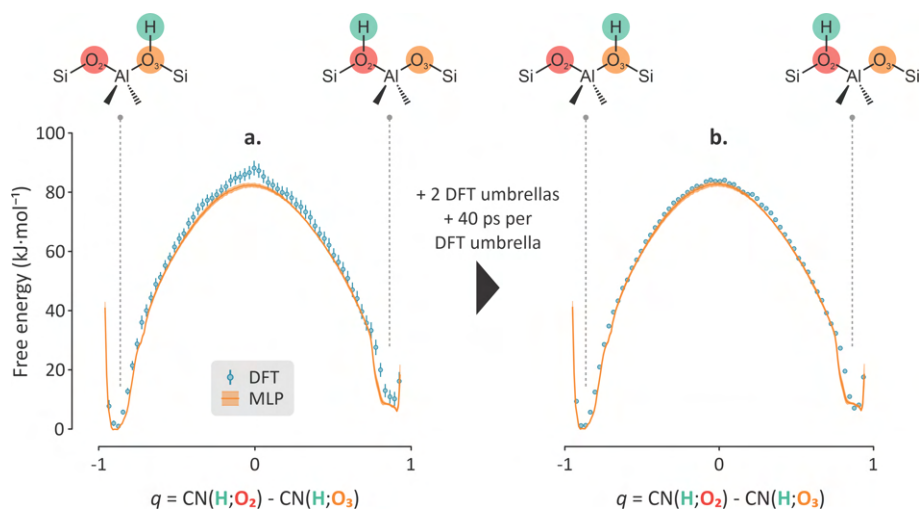 H
H
H
H
O₂
O₃
O₂
O₃
O₂
O₃
O₂
O₃
Si
Al
Si
Si
Al
Si
Si
Al
Si
Si
Al
Si
a.
b.
+ 2 DFT umbrellas
+ 40 ps per
DFT umbrella
Free energy (kJ·mol⁻¹)
100
80
60
40
20
0
DFT
MLP
-1
0
1
-1
0
1
q = CN(H;O₂) - CN(H;O₃)
q = CN(H;O₂) - CN(H;O₃)